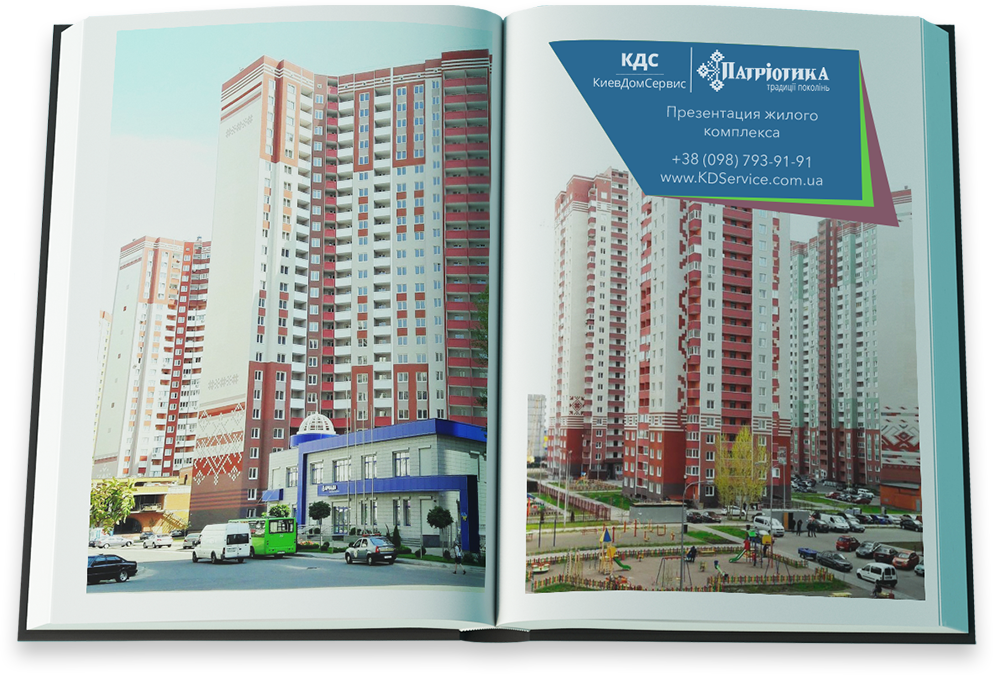 КДС
КиевДомСервис
ПАТРІОТИКА
традиції поколінь
Презентация жилого
комплекса
+38 (098) 793-91-91
www.KDService.com.ua